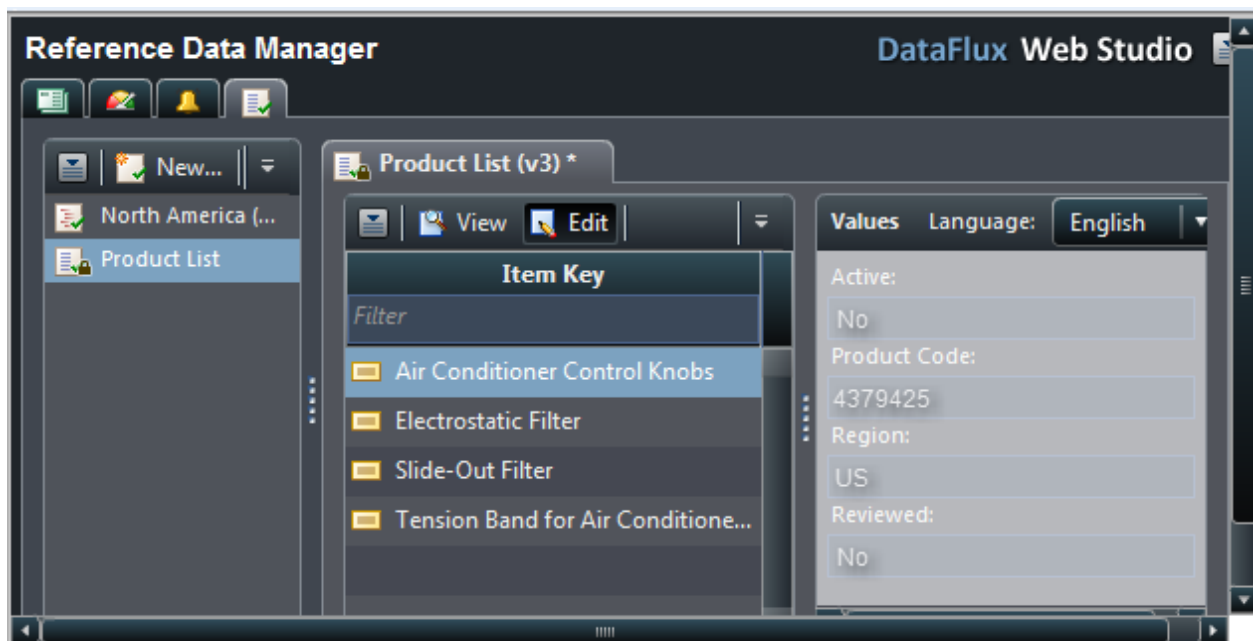 Reference Data Manager
DataFlux Web Studio
New...
North America (...
Product List
Product List (v3) *
View
Edit
Item Key
Filter
Air Conditioner Control Knobs
Electrostatic Filter
Slide-Out Filter
Tension Band for Air Conditione...
Values
Language:
English
Active:
No
Product Code:
4379425
Region:
US
Reviewed:
No